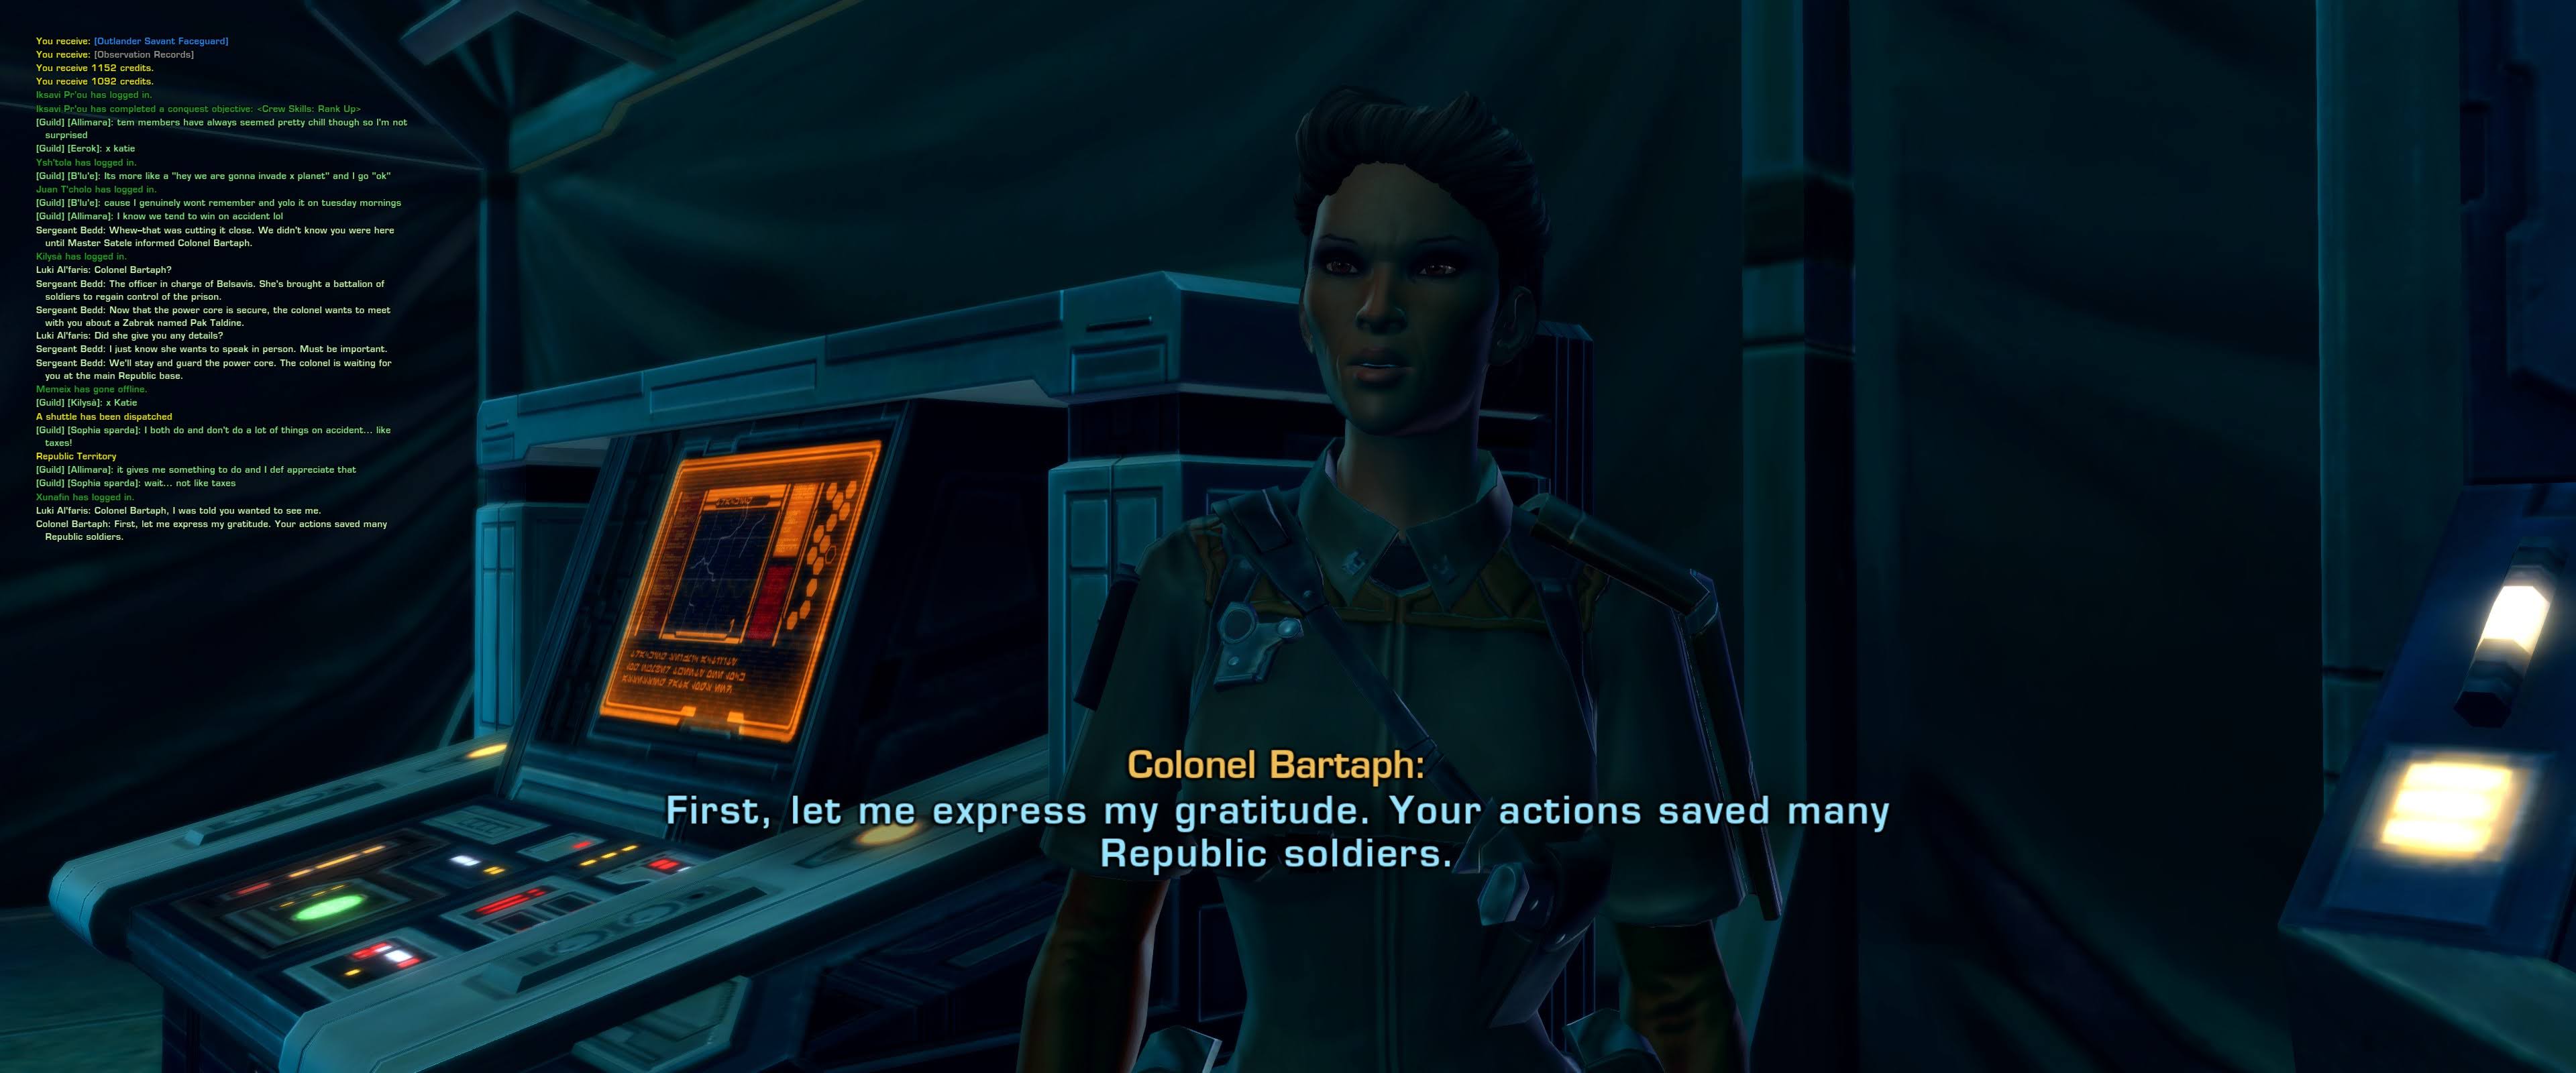 You receive: [Outlander Savant Faceguard]
You receive: [Observation Records]
You receive 1152 credits.
You receive 1092 credits.
Iksavi Pr'ou has logged in.
Iksavi Pr'ou has completed a conquest objective: <Crew Skills: Rank Up>
[Guild] [Allimara]: tem members have always seemed pretty chill though so I'm not
surprised
[Guild] [Eerok]: x katie
Ysh'tola has logged in.
[Guild] [B'lu'e]: Its more like a "hey we are gonna invade x planet" and I go "ok"
Juan T'cholo has logged in.
[Guild] [B'lu'e]: cause I genuinely wont remember and yolo it on tuesday mornings
[Guild] [Allimara]: I know we tend to win on accident lol
Sergeant Bedd: Whew–that was cutting it close. We didn't know you were here
until Master Satele informed Colonel Bartaph.
Kilysà has logged in.
Luki Al'faris: Colonel Bartaph?
Sergeant Bedd: The officer in charge of Belsavis. She's brought a battalion of
soldiers to regain control of the prison.
Sergeant Bedd: Now that the power core is secure, the colonel wants to meet
with you about a Zabrak named Pak Taldine.
Luki Al'faris: Did she give you any details?
Sergeant Bedd: I just know she wants to speak in person. Must be important.
Sergeant Bedd: We'll stay and guard the power core. The colonel is waiting for
you at the main Republic base.
Memeix has gone offline.
[Guild] [Kilysà]: x Katie
A shuttle has been dispatched
[Guild] [Sophia sparda]: I both do and don't do a lot of things on accident... like
taxes!
Republic Territory
[Guild] [Allimara]: it gives me something to do and I def appreciate that
[Guild] [Sophia sparda]: wait... not like taxes
Xunafin has logged in.
Luki Al'faris: Colonel Bartaph, I was told you wanted to see me.
Colonel Bartaph: First, let me express my gratitude. Your actions saved many
Republic soldiers.
Colonel Bartaph:
First, let me express my gratitude. Your actions saved many
Republic soldiers.